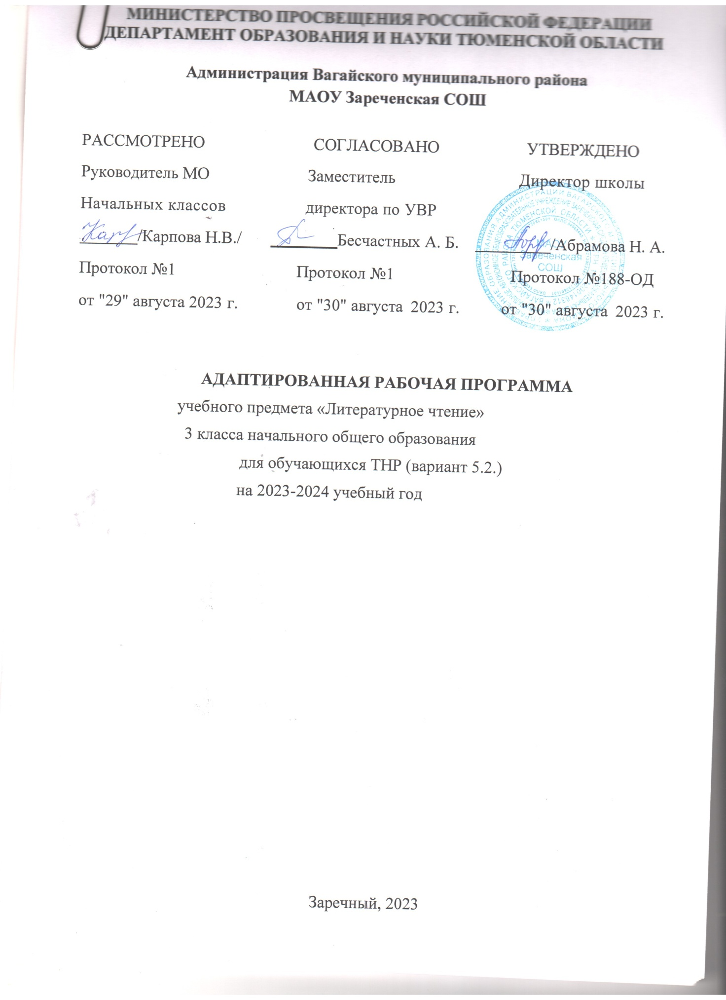 МИНИСТЕРСТВО ПРОСВЕЩЕНИЯ РОССИЙСКОЙ ФЕДЕРАЦИИ
ДЕПАРТАМЕНТ ОБРАЗОВАНИЯ И НАУКИ ТЮМЕНСКОЙ ОБЛАСТИ
Администрация Вагайского муниципального района
МАОУ Зареченская СОШ
РАССМОТРЕНО СОГЛАСОВАНО УТВЕРЖДЕНО
Руководитель МО Заместитель Директор школы
Начальных классов директора по УВР
/Карпова Н.В./ Бесчастных А. Б. /Абрамова Н. А.
Зареченская
СОШ
Протокол №1 Протокол №1 Протокол №188-ОД
от "29" августа 2023 г. от "30" августа 2023 г. от "30" августа 2023 г.
АДАПТИРОВАННАЯ РАБОЧАЯ ПРОГРАММА
учебного предмета «Литературное чтение»
3 класса начального общего образования
для обучающихся ТНР (вариант 5.2.)
на 2023-2024 учебный год
Заречный, 2023